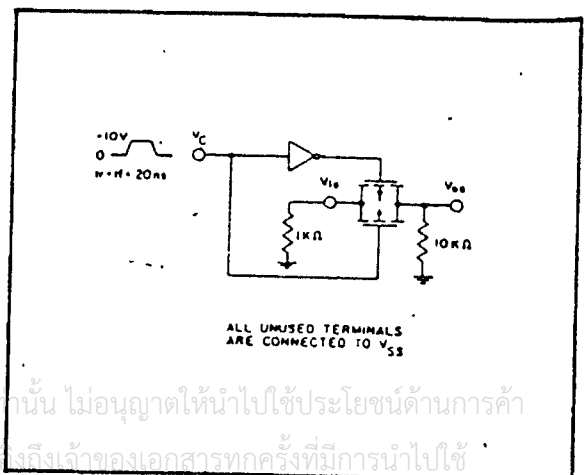 +10V
0
tr = tf = 20ns
VC
Vis
Vos
1KΩ
10KΩ
ALL UNUSED TERMINALS
ARE CONNECTED TO VSS
นั้น ไม่อนุญาตให้นำไปใช้ประโยชน์ด้านการค้า
ถึงเจ้าของเอกสารทุกครั้งที่มีการนำไปใช้